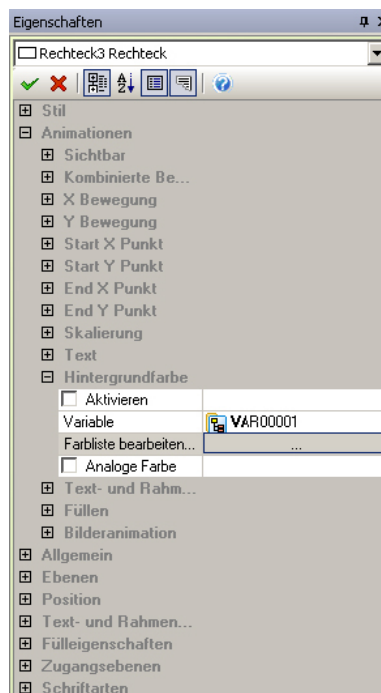 Eigenschaften
Rechteck3 Rechteck
Stil
Animationen
Sichtbar
Kombinierte Be...
X Bewegung
Y Bewegung
Start X Punkt
Start Y Punkt
End X Punkt
End Y Punkt
Skalierung
Text
Hintergrundfarbe
Aktivieren
Variable VAR00001
Farbliste bearbeiten... ...
Analoge Farbe
Text- und Rahm...
Füllen
Bilderanimation
Allgemein
Ebenen
Position
Text- und Rahmen...
Fülleigenschaften
Zugangsebenen
Schriftarten